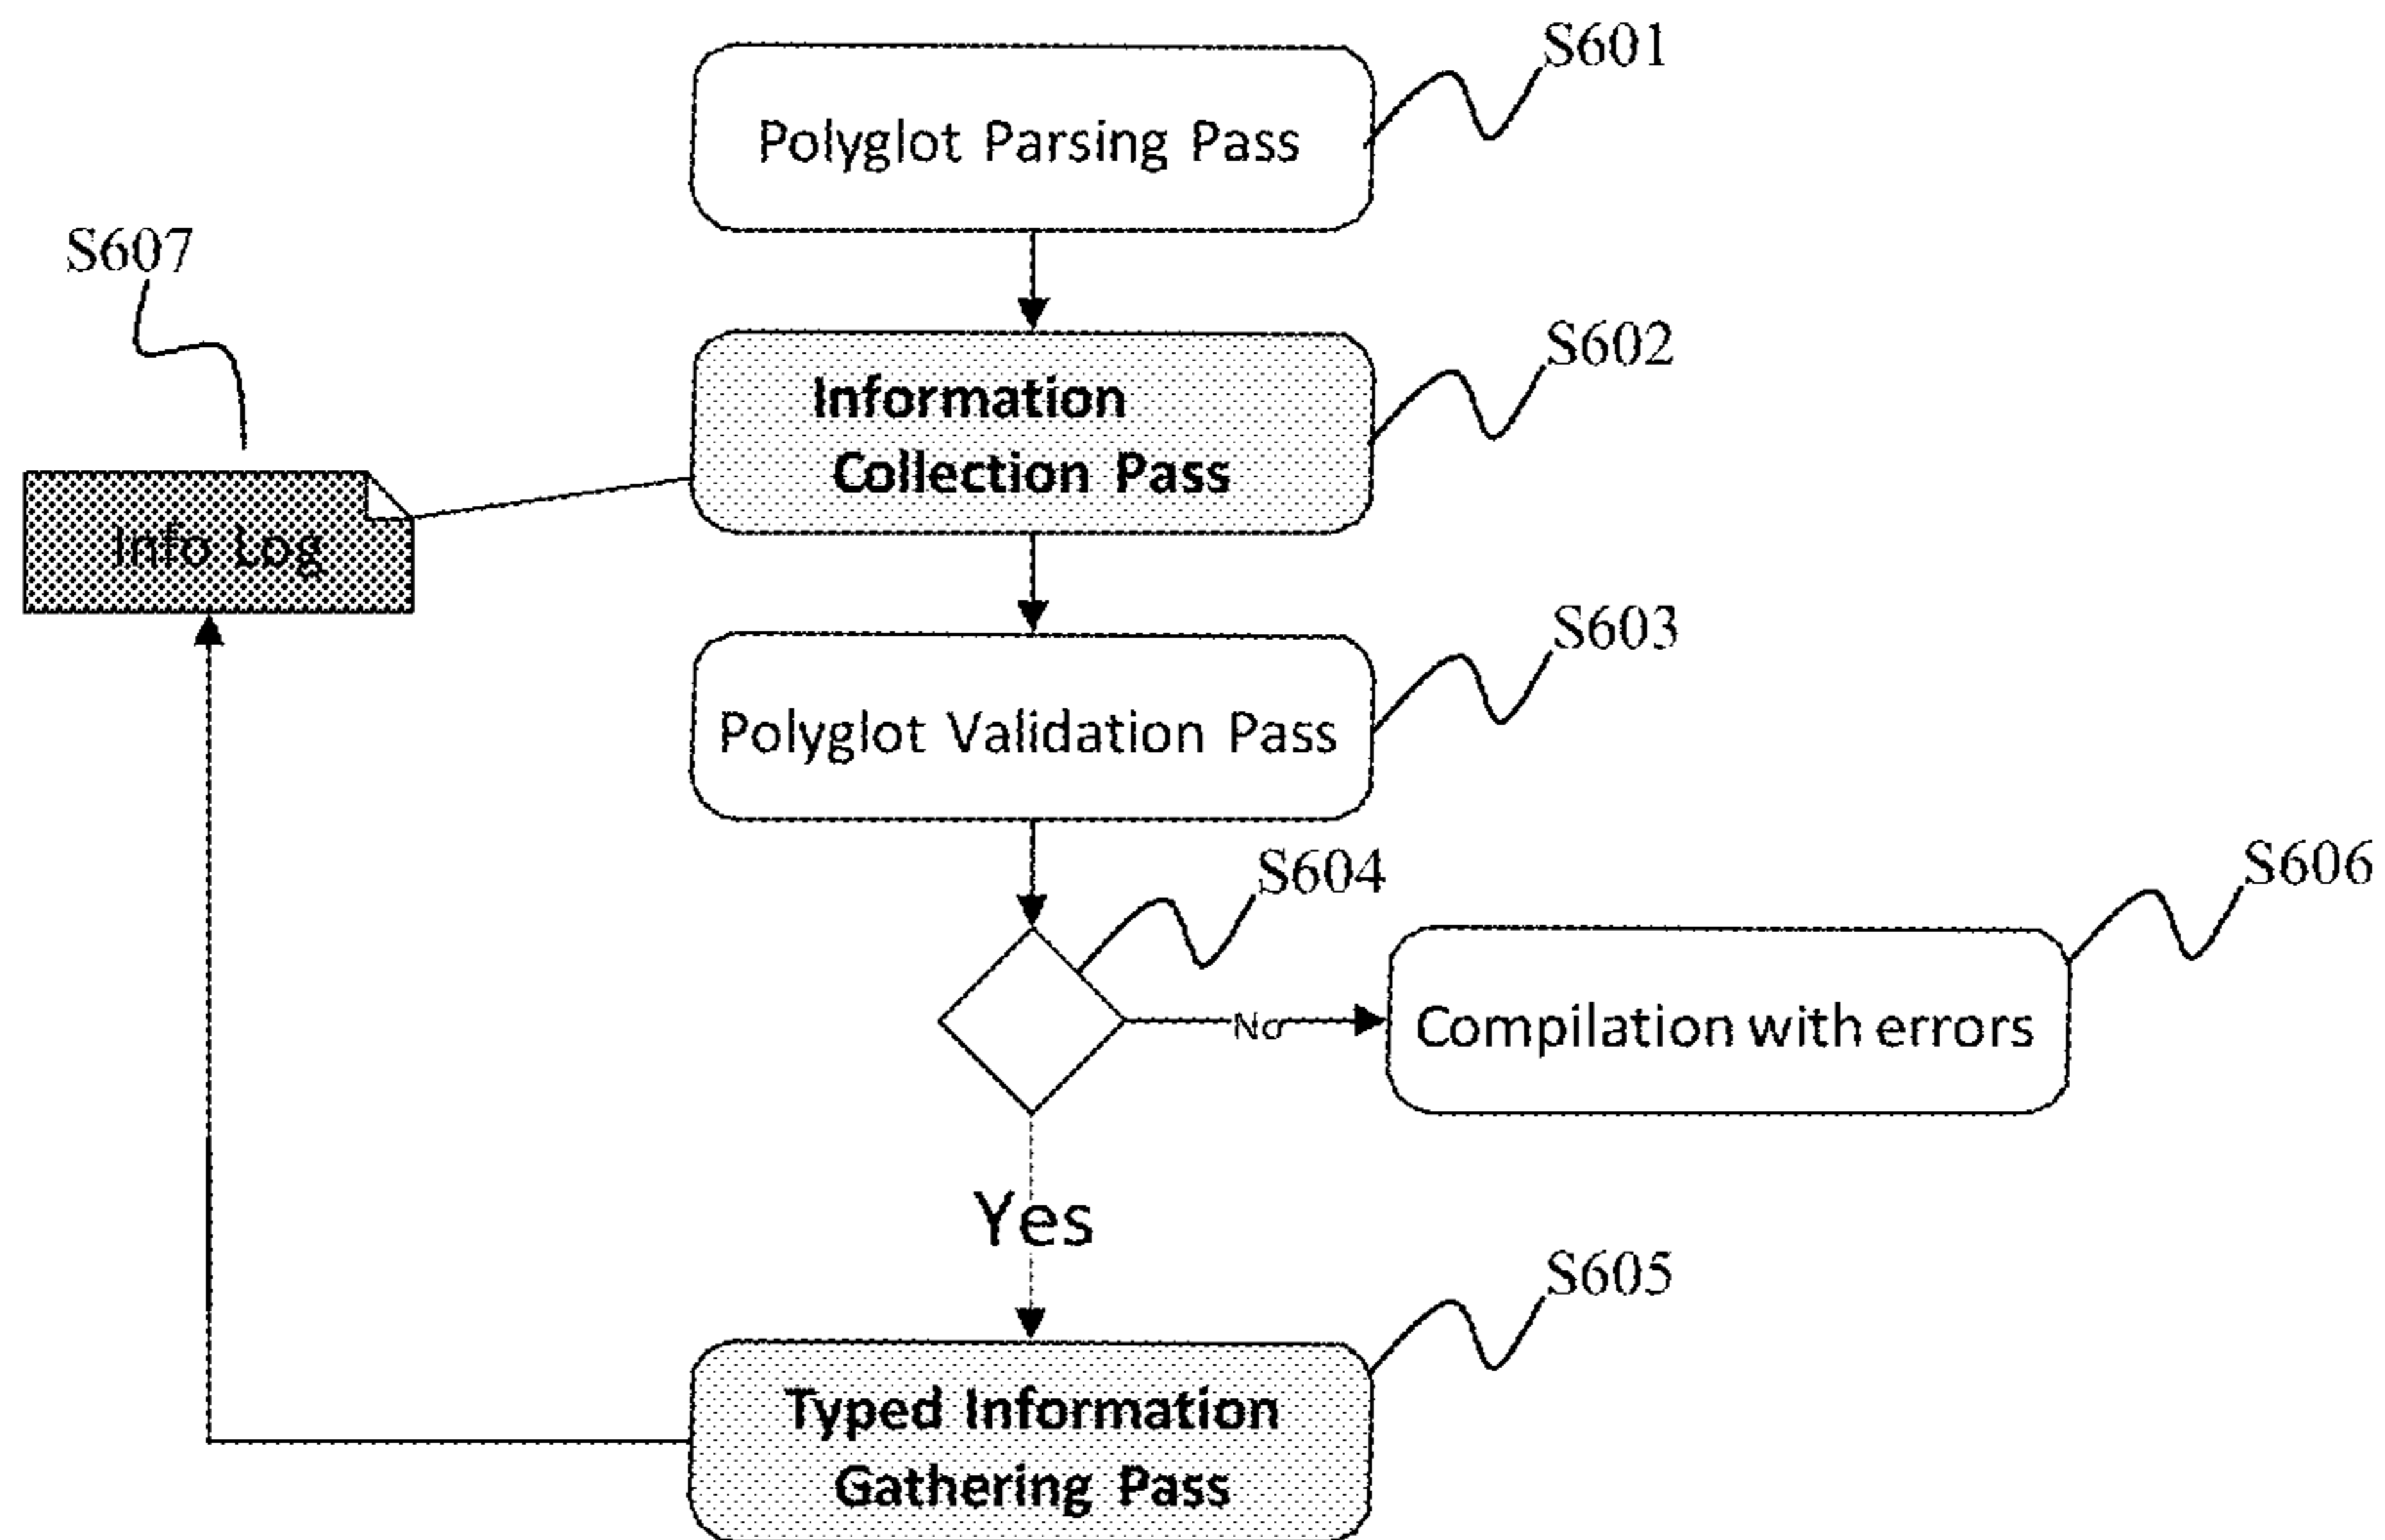 S601
Polyglot Parsing Pass
S607
S602
Information
Collection Pass
Info Log
S603
Polyglot Validation Pass
S604
S606
No
Compilation with errors
Yes
S605
Typed Information
Gathering Pass